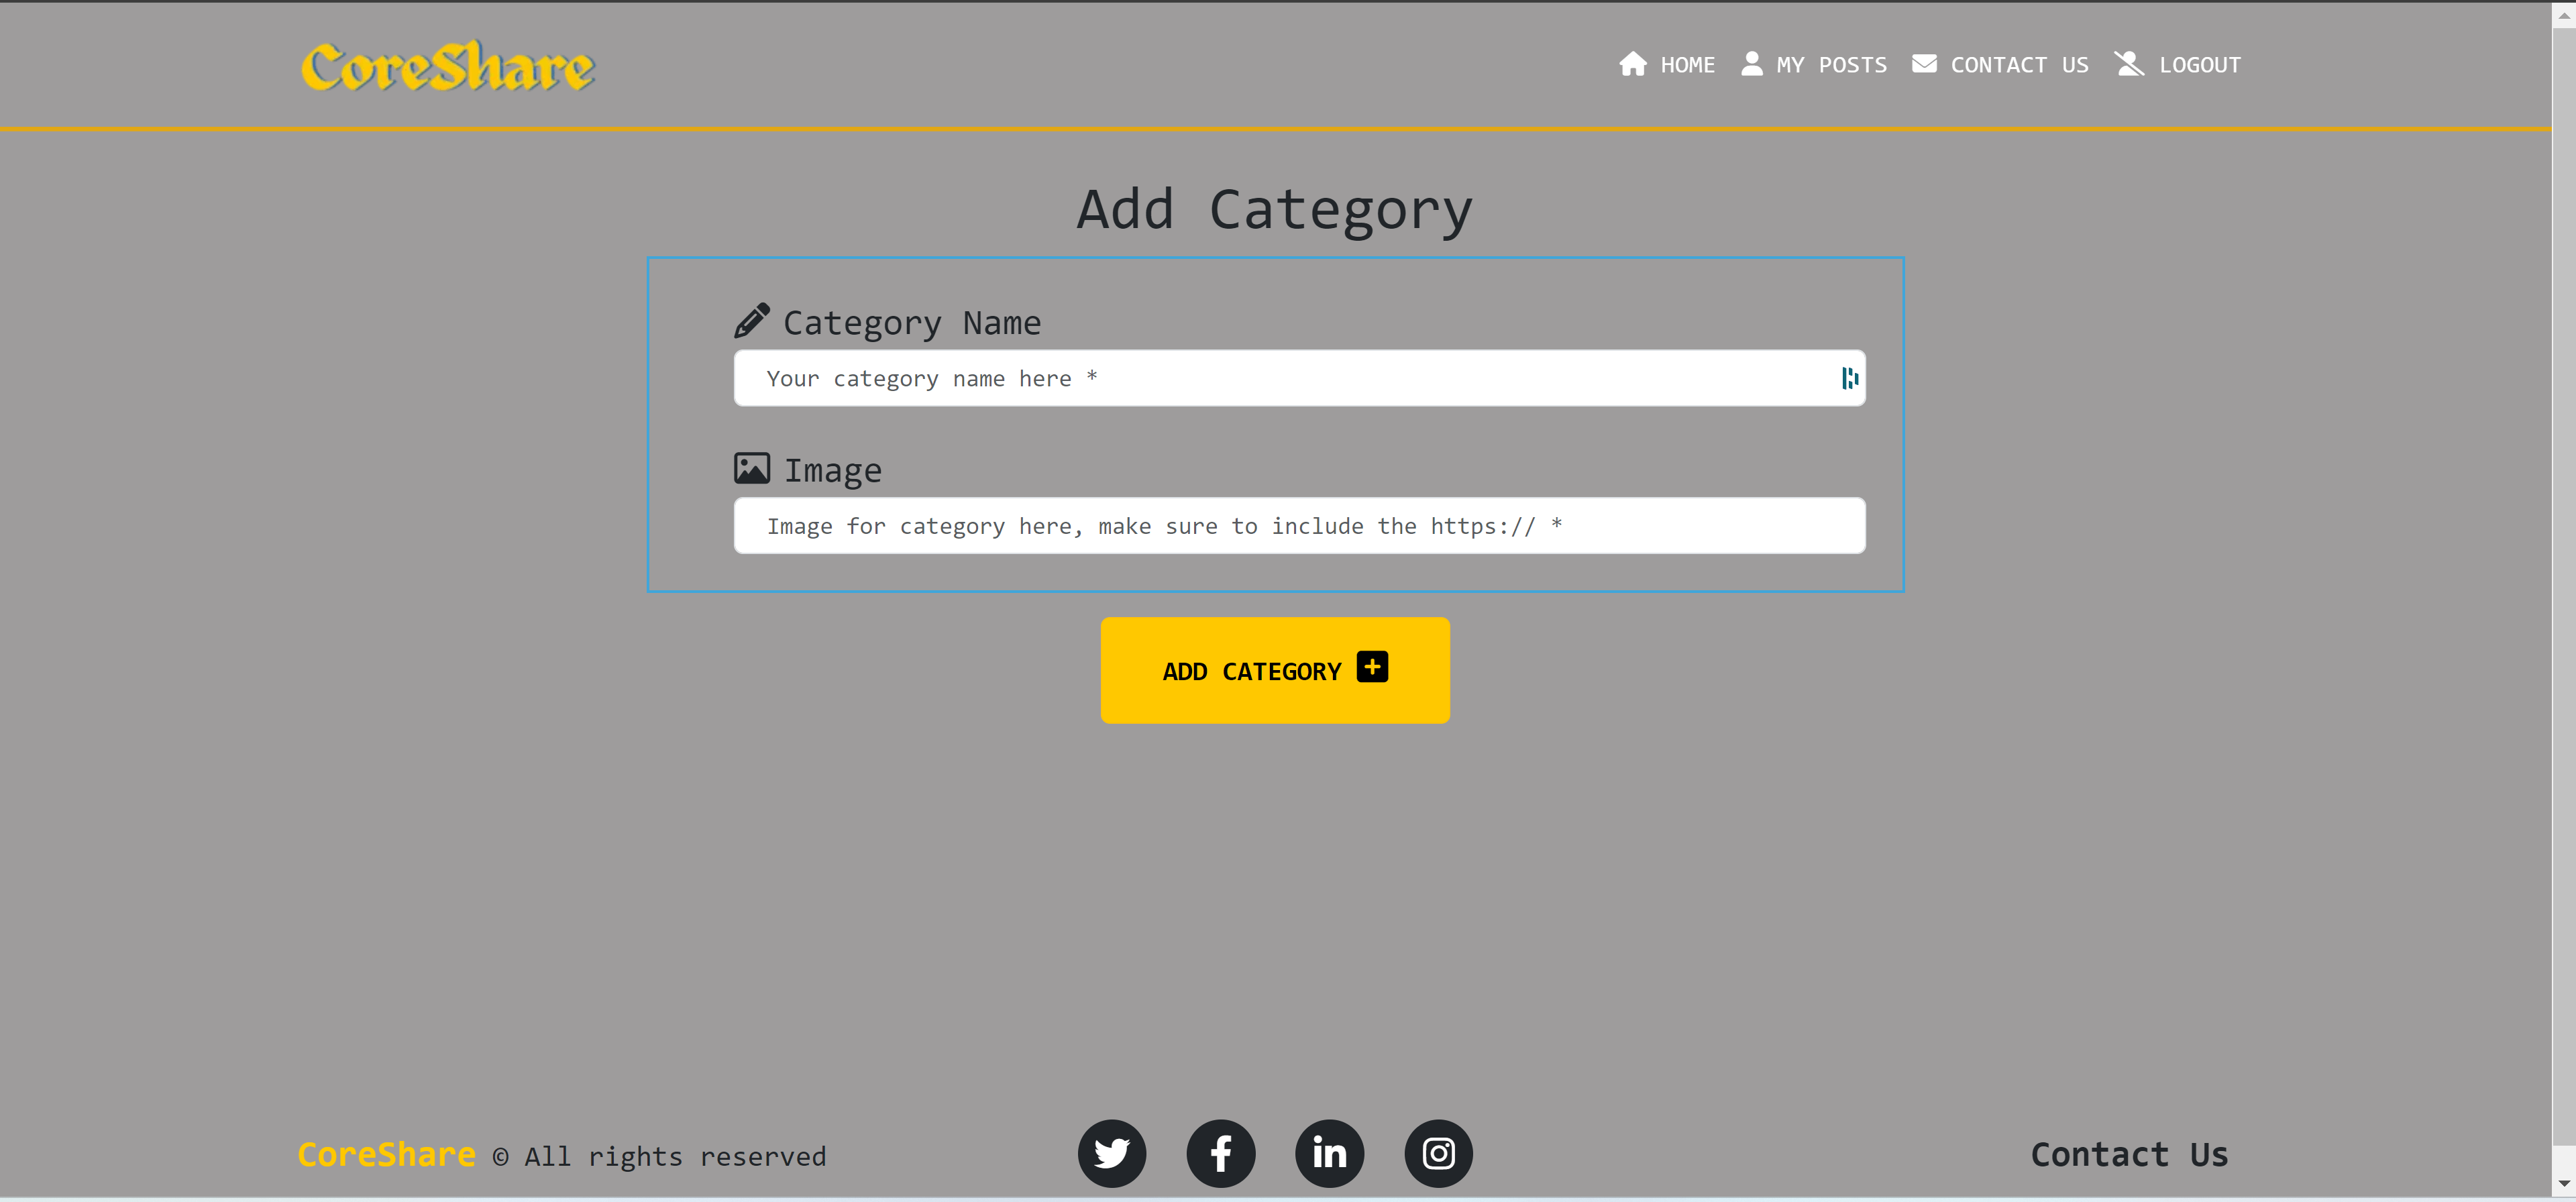 CoreShare
HOME MY POSTS CONTACT US LOGOUT
Add Category
Category Name
Your category name here *
Image
Image for category here, make sure to include the https:// *
ADD CATEGORY
CoreShare © All rights reserved
Contact Us